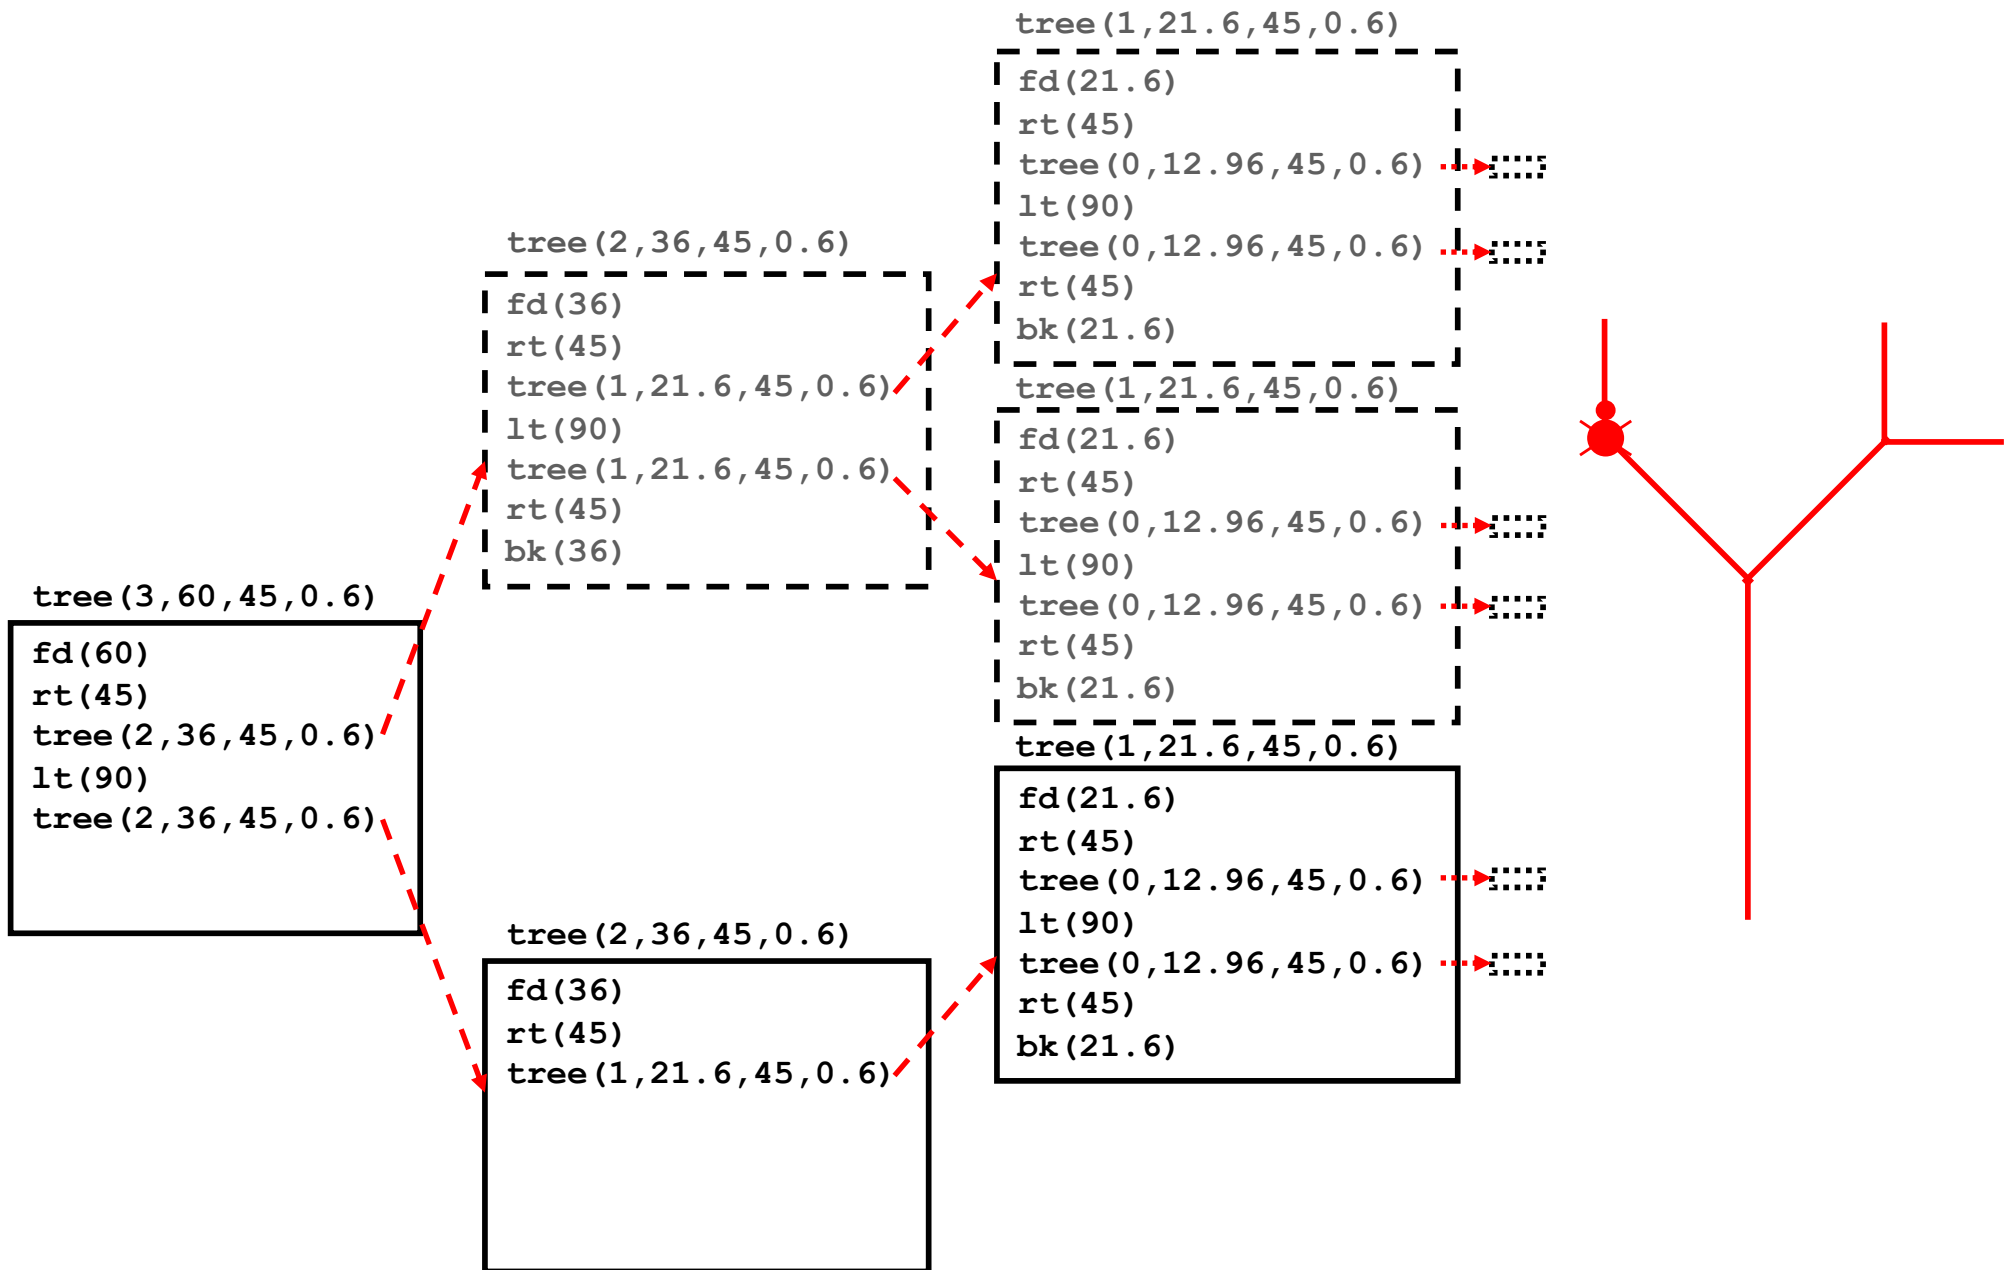 tree(3,60,45,0.6)
fd(60)
rt(45)
tree(2,36,45,0.6)
lt(90)
tree(2,36,45,0.6)
tree(2,36,45,0.6)
fd(36)
rt(45)
tree(1,21.6,45,0.6)
lt(90)
tree(1,21.6,45,0.6)
rt(45)
bk(36)
tree(1,21.6,45,0.6)
fd(21.6)
rt(45)
tree(0,12.96,45,0.6)
lt(90)
tree(0,12.96,45,0.6)
rt(45)
bk(21.6)
tree(1,21.6,45,0.6)
fd(21.6)
rt(45)
tree(0,12.96,45,0.6)
lt(90)
tree(0,12.96,45,0.6)
rt(45)
bk(21.6)
tree(2,36,45,0.6)
fd(36)
rt(45)
tree(1,21.6,45,0.6)
tree(1,21.6,45,0.6)
fd(21.6)
rt(45)
tree(0,12.96,45,0.6)
lt(90)
tree(0,12.96,45,0.6)
rt(45)
bk(21.6)